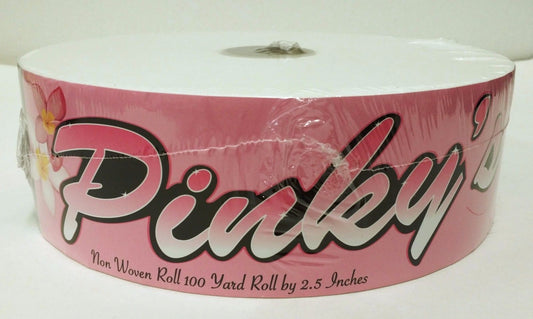 Pinky's
Non Woven Roll 100 Yard Roll by 2.5 Inches